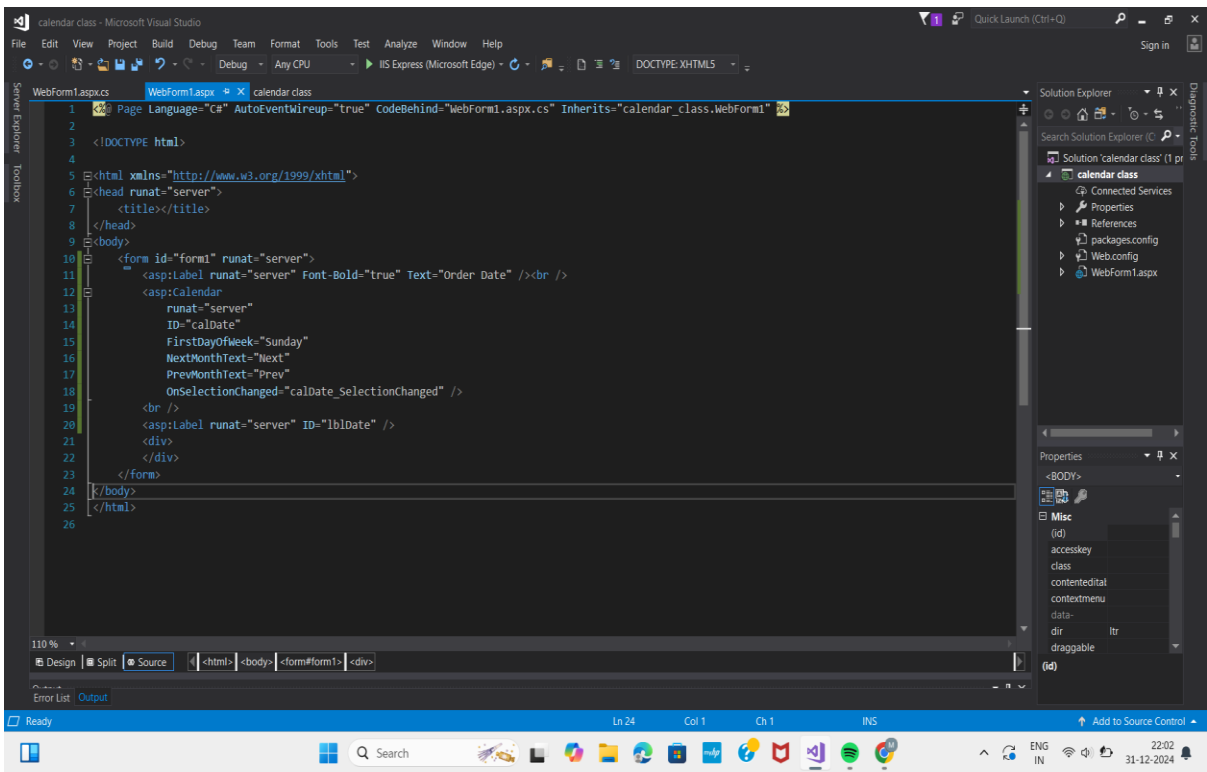 calendar class - Microsoft Visual Studio
1
Quick Launch (Ctrl+Q)
File Edit View Project Build Debug Team Format Tools Test Analyze Window Help
Sign in
Debug Any CPU IIS Express (Microsoft Edge) DOCTYPE: XHTML5
Server Explorer
Toolbox
WebForm1.aspx.cs WebForm1.aspx calendar class
1 <%@ Page Language="C#" AutoEventWireup="true" CodeBehind="WebForm1.aspx.cs" Inherits="calendar_class.WebForm1" %>
2
3 <!DOCTYPE html>
4
5 <html xmlns="http://www.w3.org/1999/xhtml">
6 <head runat="server">
7 <title></title>
8 </head>
9 <body>
10 <form id="form1" runat="server">
11 <asp:Label runat="server" Font-Bold="true" Text="Order Date" /><br />
12 <asp:Calendar
13 runat="server"
14 ID="calDate"
15 FirstDayOfWeek="Sunday"
16 NextMonthText="Next"
17 PrevMonthText="Prev"
18 OnSelectionChanged="calDate_SelectionChanged" />
19 <br />
20 <asp:Label runat="server" ID="lblDate" />
21 <div>
22 </div>
23 </form>
24 </body>
25 </html>
26
110 %
Design Split Source <html> <body> <form#form1> <div>
Error List Output
Solution Explorer
Search Solution Explorer (C
Solution 'calendar class' (1 pr
calendar class
Connected Services
Properties
References
packages.config
Web.config
WebForm1.aspx
Diagnostic Tools
Properties
<BODY>
Misc
(id)
accesskey
class
contenteditab
contextmenu
data-
dir ltr
draggable
(id)
Ready Ln 24 Col 1 Ch 1 INS Add to Source Control
Search
ENG
IN
22:02
31-12-2024